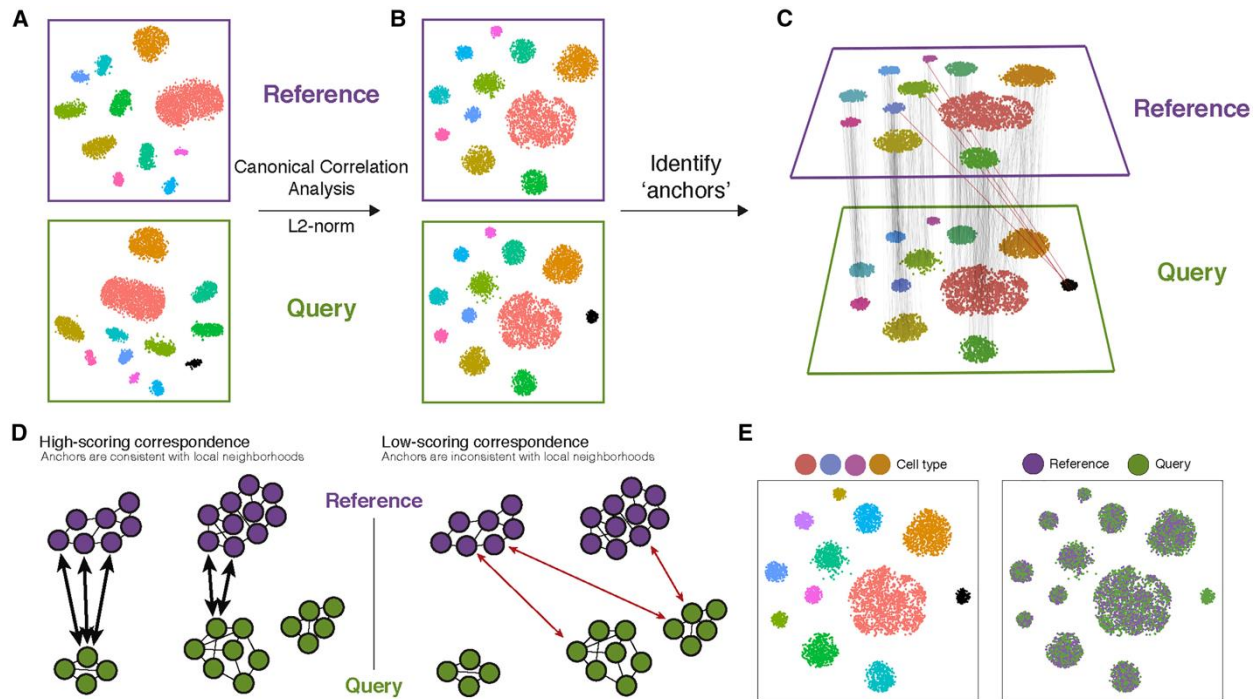 A
B
C
Reference
Canonical Correlation
Analysis
L2-norm
Query
Identify
'anchors'
Reference
Query
D
High-scoring correspondence
Anchors are consistent with local neighborhoods
Low-scoring correspondence
Anchors are inconsistent with local neighborhoods
Reference
Query
E
Cell type
Reference
Query